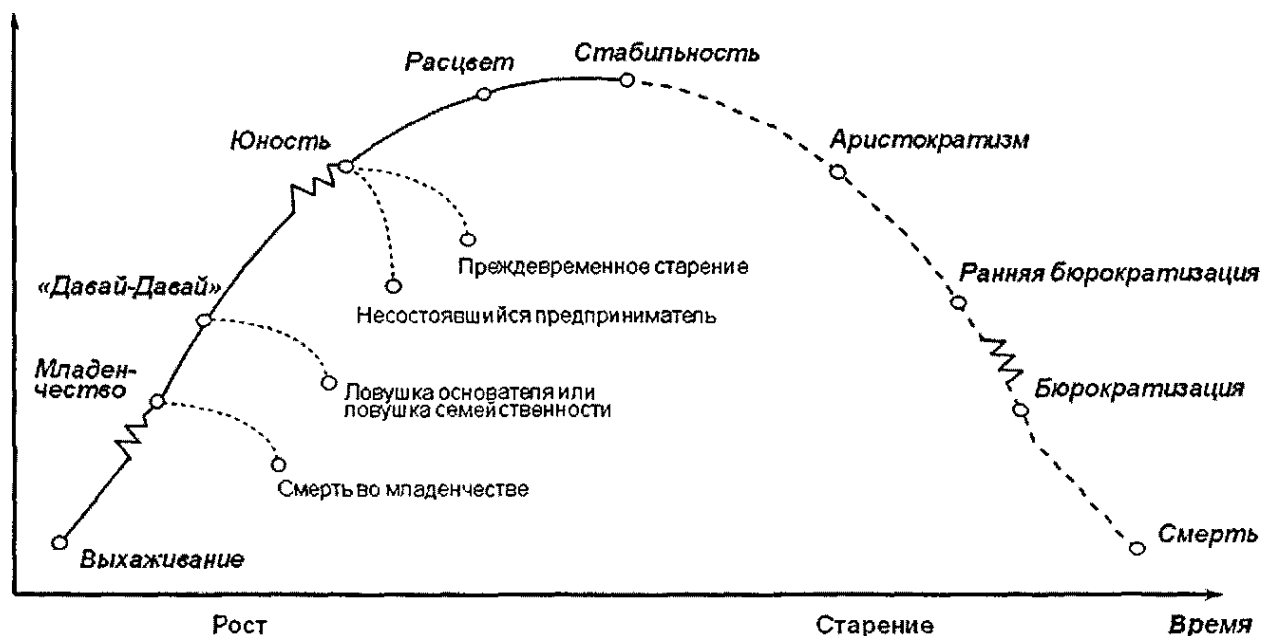 Стабильность
Расцвет
Юность
Аристократизм
Преждевременное старение
Ранняя бюрократизация
«Давай-Давай»
Несостоявшийся предприниматель
Младен-
чество
Ловушка основателя или
ловушка семейственности
Бюрократизация
Смерть во младенчестве
Смерть
Выхаживание
Рост
Старение
Время